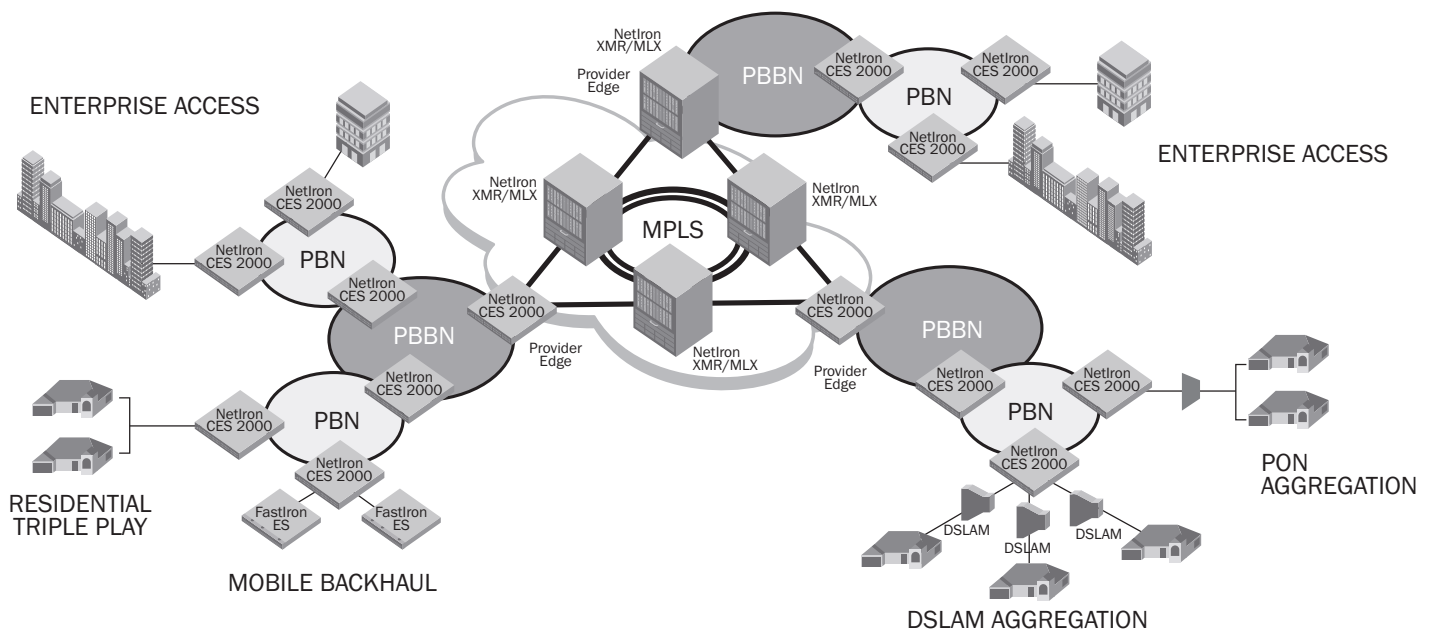 NetIron
XMR/MLX
Provider
Edge
PBBN
NetIron
CES 2000
PBN
NetIron
CES 2000
NetIron
CES 2000
ENTERPRISE ACCESS
ENTERPRISE ACCESS
NetIron
CES 2000
NetIron
CES 2000
PBN
NetIron
CES 2000
NetIron
XMR/MLX
NetIron
XMR/MLX
MPLS
NetIron
XMR/MLX
PBBN
NetIron
CES 2000
Provider
Edge
NetIron
CES 2000
Provider
Edge
PBBN
NetIron
CES 2000
NetIron
CES 2000
PBN
NetIron
CES 2000
FastIron
ES
FastIron
ES
RESIDENTIAL
TRIPLE PLAY
MOBILE BACKHAUL
NetIron
CES 2000
PBN
NetIron
CES 2000
NetIron
CES 2000
PON
AGGREGATION
DSLAM
DSLAM
DSLAM
DSLAM AGGREGATION